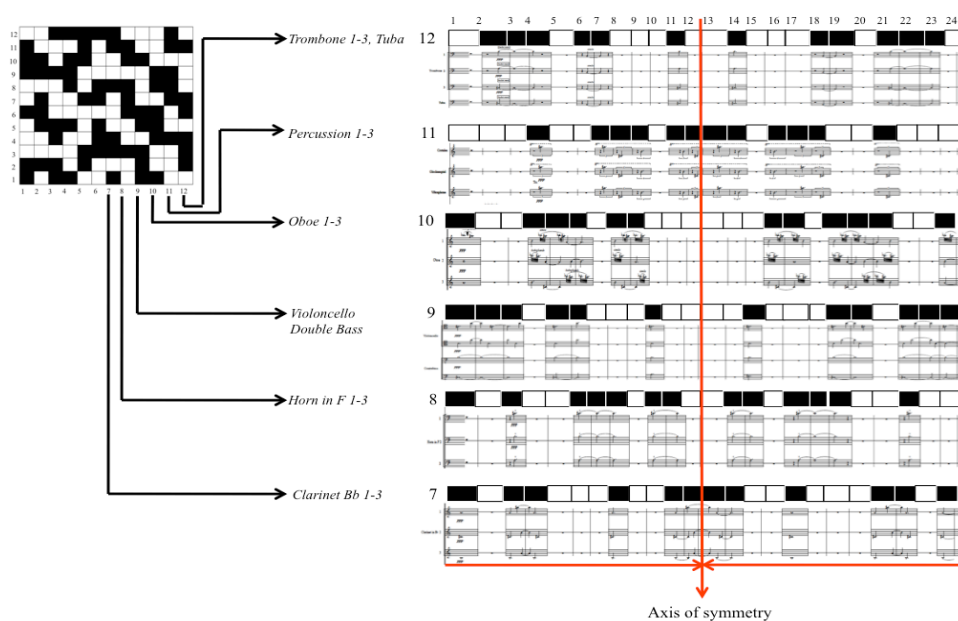 1 2 3 4 5 6 7 8 9 10 11 12 13 14 15 16 17 18 19 20 21 22 23 24
12
11
10
9
8
7
6
5
4
3
2
1
1 2 3 4 5 6 7 8 9 10 11 12
Trombone 1-3, Tuba
Percussion 1-3
Oboe 1-3
Violoncello
Double Bass
Horn in F 1-3
Clarinet Bb 1-3
12
11
10
9
8
7
Axis of symmetry